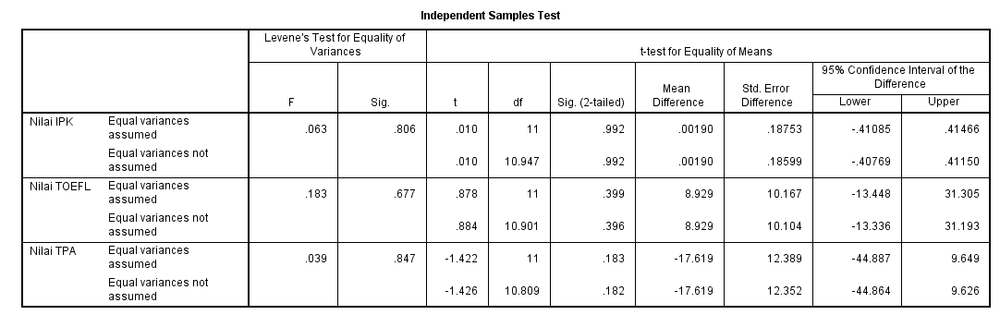 Independent Samples Test
Levene's Test for Equality of
Variances
t-test for Equality of Means
F
Sig.
t
df
Sig. (2-tailed)
Mean
Difference
Std. Error
Difference
95% Confidence Interval of the
Difference
Lower
Upper
Nilai IPK Equal variances
assumed
.063 .806 .010 11 .992 .00190 .18753 -.41085 .41466
Equal variances not
assumed
.010 10.947 .992 .00190 .18599 -.40769 .41150
Nilai TOEFL Equal variances
assumed
.183 .677 .878 11 .399 8.929 10.167 -13.448 31.305
Equal variances not
assumed
.884 10.901 .396 8.929 10.104 -13.336 31.193
Nilai TPA Equal variances
assumed
.039 .847 -1.422 11 .183 -17.619 12.389 -44.887 9.649
Equal variances not
assumed
-1.426 10.809 .182 -17.619 12.352 -44.864 9.626